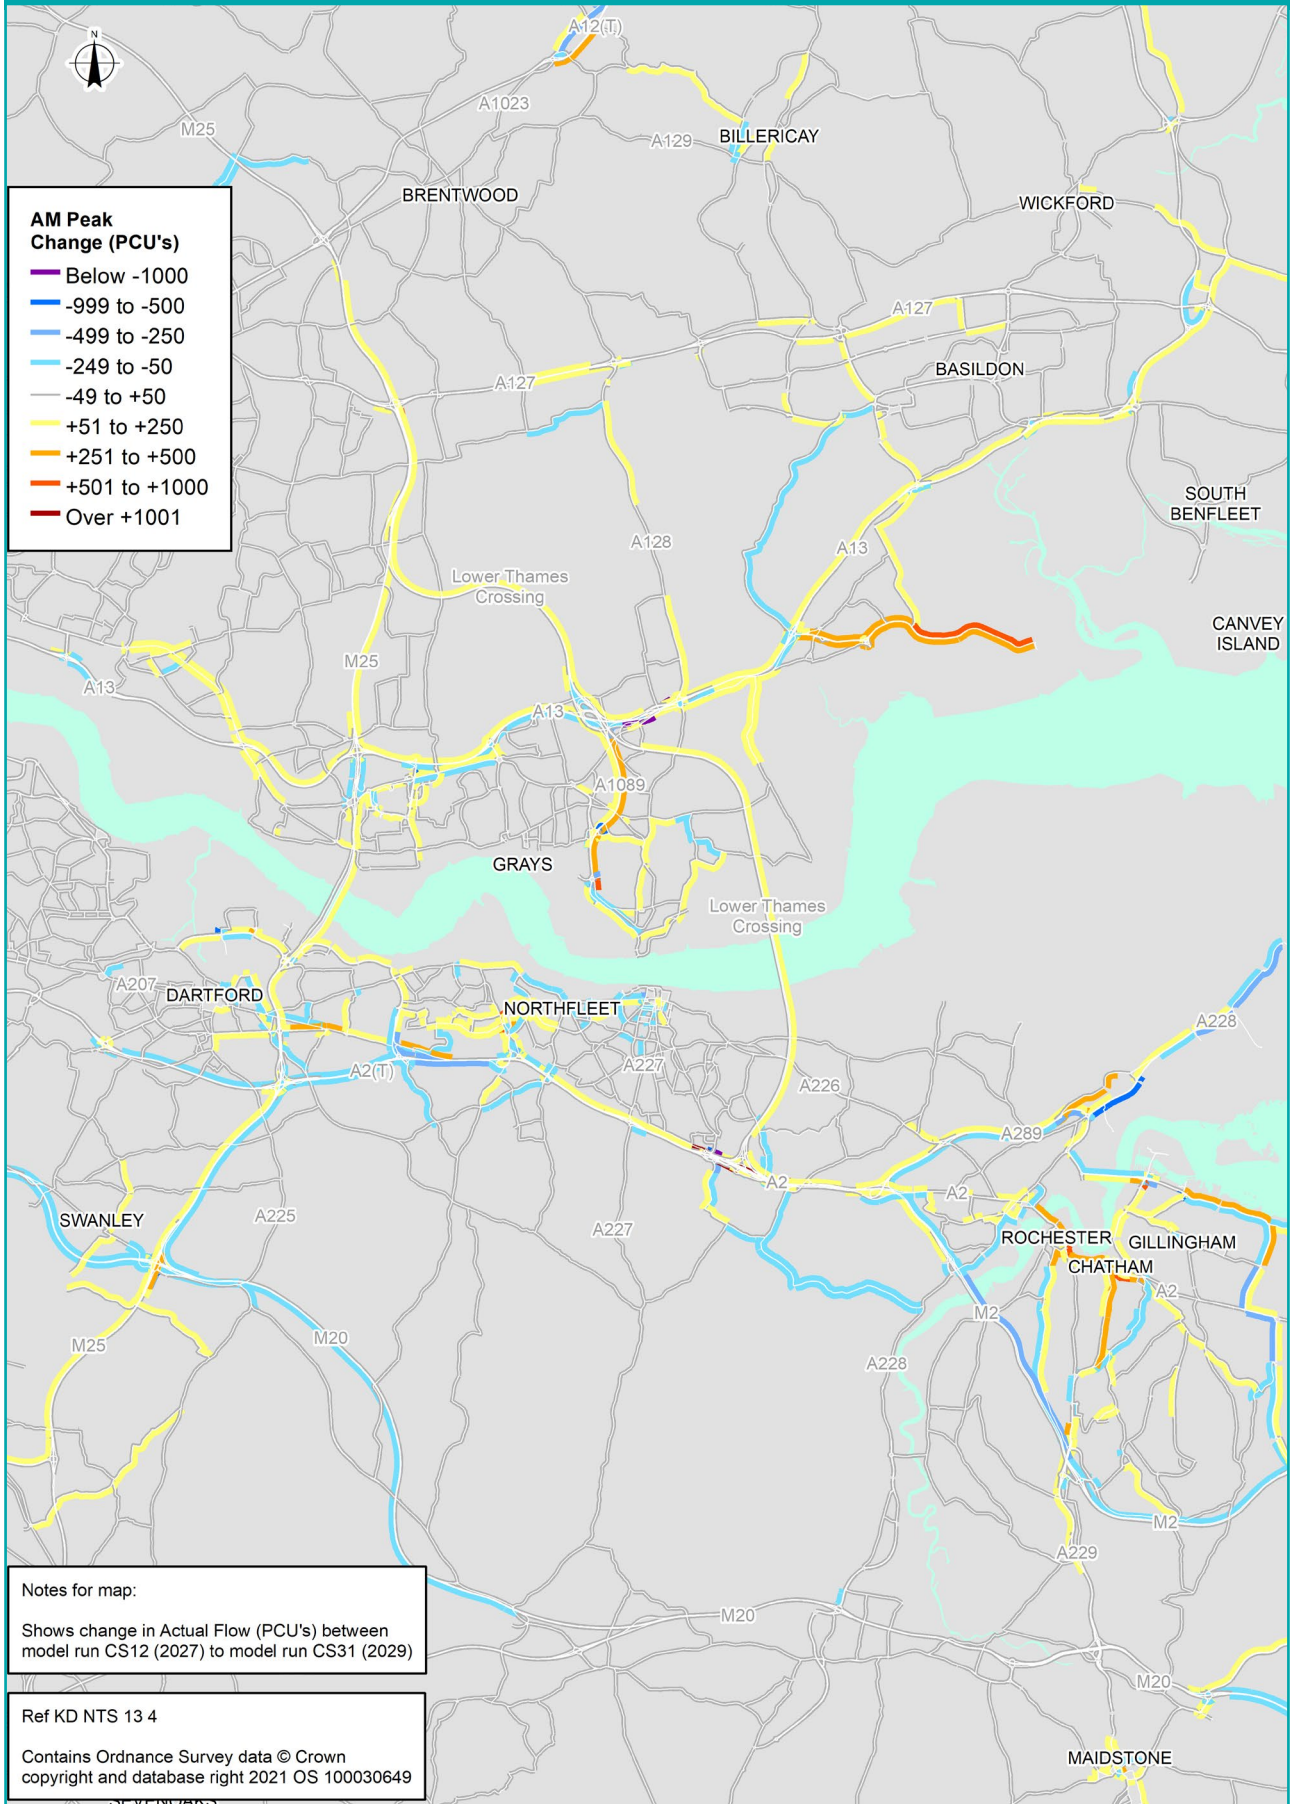 N
A12(T)
A1023
M25
A129
BILLERICAY
BRENTWOOD
WICKFORD
AM Peak
Change (PCU's)
Below -1000
-999 to -500
-499 to -250
-249 to -50
-49 to +50
+51 to +250
+251 to +500
+501 to +1000
Over +1001
A127
BASILDON
A127
SOUTH
BENFLEET
A128
A13
Lower Thames
Crossing
CANVEY
ISLAND
M25
A13
A13
A1089
GRAYS
Lower Thames
Crossing
A207
DARTFORD
NORTHFLEET
A228
A2(T)
A227
A226
A289
A2
A2
SWANLEY
A225
A227
ROCHESTER
GILLINGHAM
CHATHAM
A2
M2
M25
M20
A228
M2
A229
Notes for map:
Shows change in Actual Flow (PCU's) between
model run CS12 (2027) to model run CS31 (2029)
M20
M20
Ref KD NTS 13 4
Contains Ordnance Survey data © Crown
copyright and database right 2021 OS 100030649
MAIDSTONE
SEVENOAKS